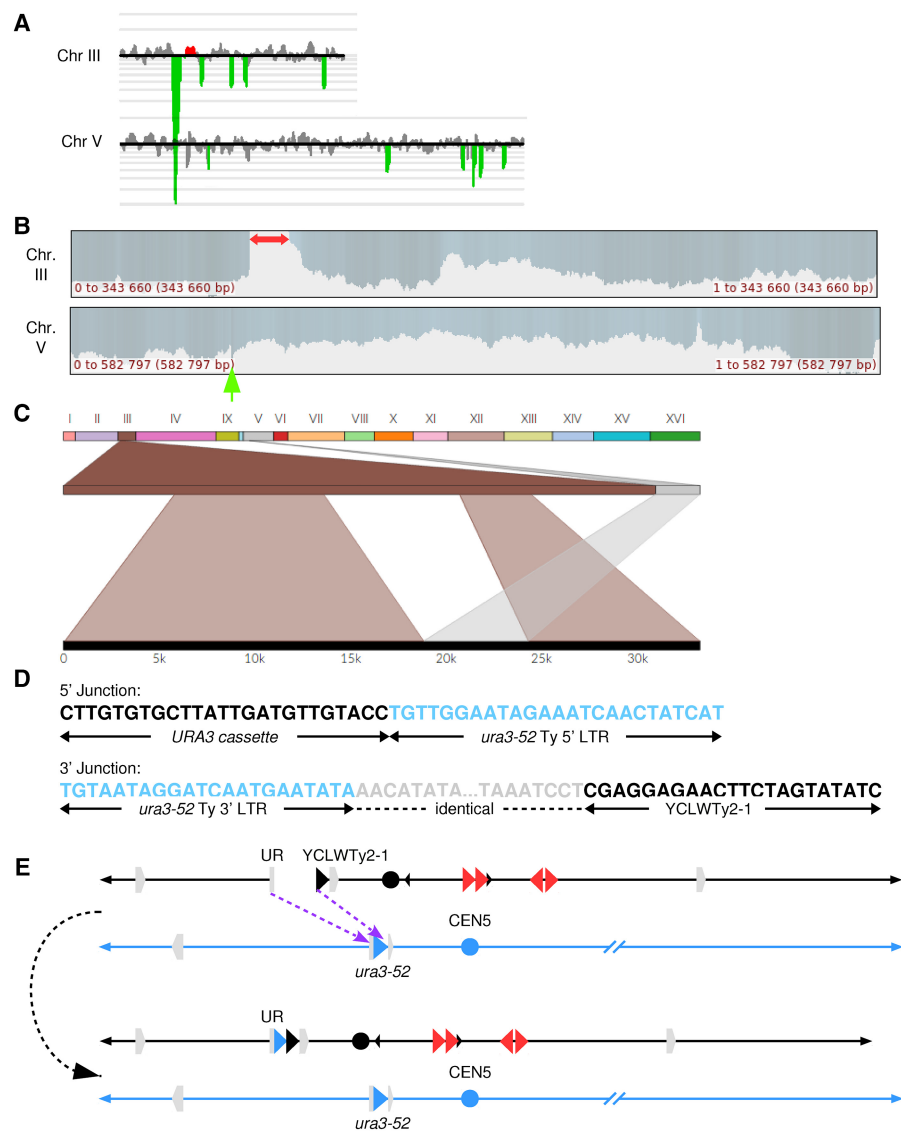 A
Chr III
Chr V
B
Chr. III
0 to 343 660 (343 660 bp)
1 to 343 660 (343 660 bp)
Chr. V
0 to 582 797 (582 797 bp)
1 to 582 797 (582 797 bp)
C
I II III IV IX V VI VII VIII X XI XII XIII XIV XV XVI
0 5k 10k 15k 20k 25k 30k
D
5’ Junction:
CTTGTGTGCTTATTGATGTTGTACCTGTTGGAATAGAAATCAACTATCAT
URA3 cassette ura3-52 Ty 5’ LTR
3’ Junction:
TGTAATAGGATCAATGAATATAAACATATA...TAAATCCTCGAGGAGAACTTCTAGTATATC
ura3-52 Ty 3’ LTR identical YCLWTy2-1
E
UR YCLWTy2-1
CEN5
ura3-52
UR
CEN5
ura3-52